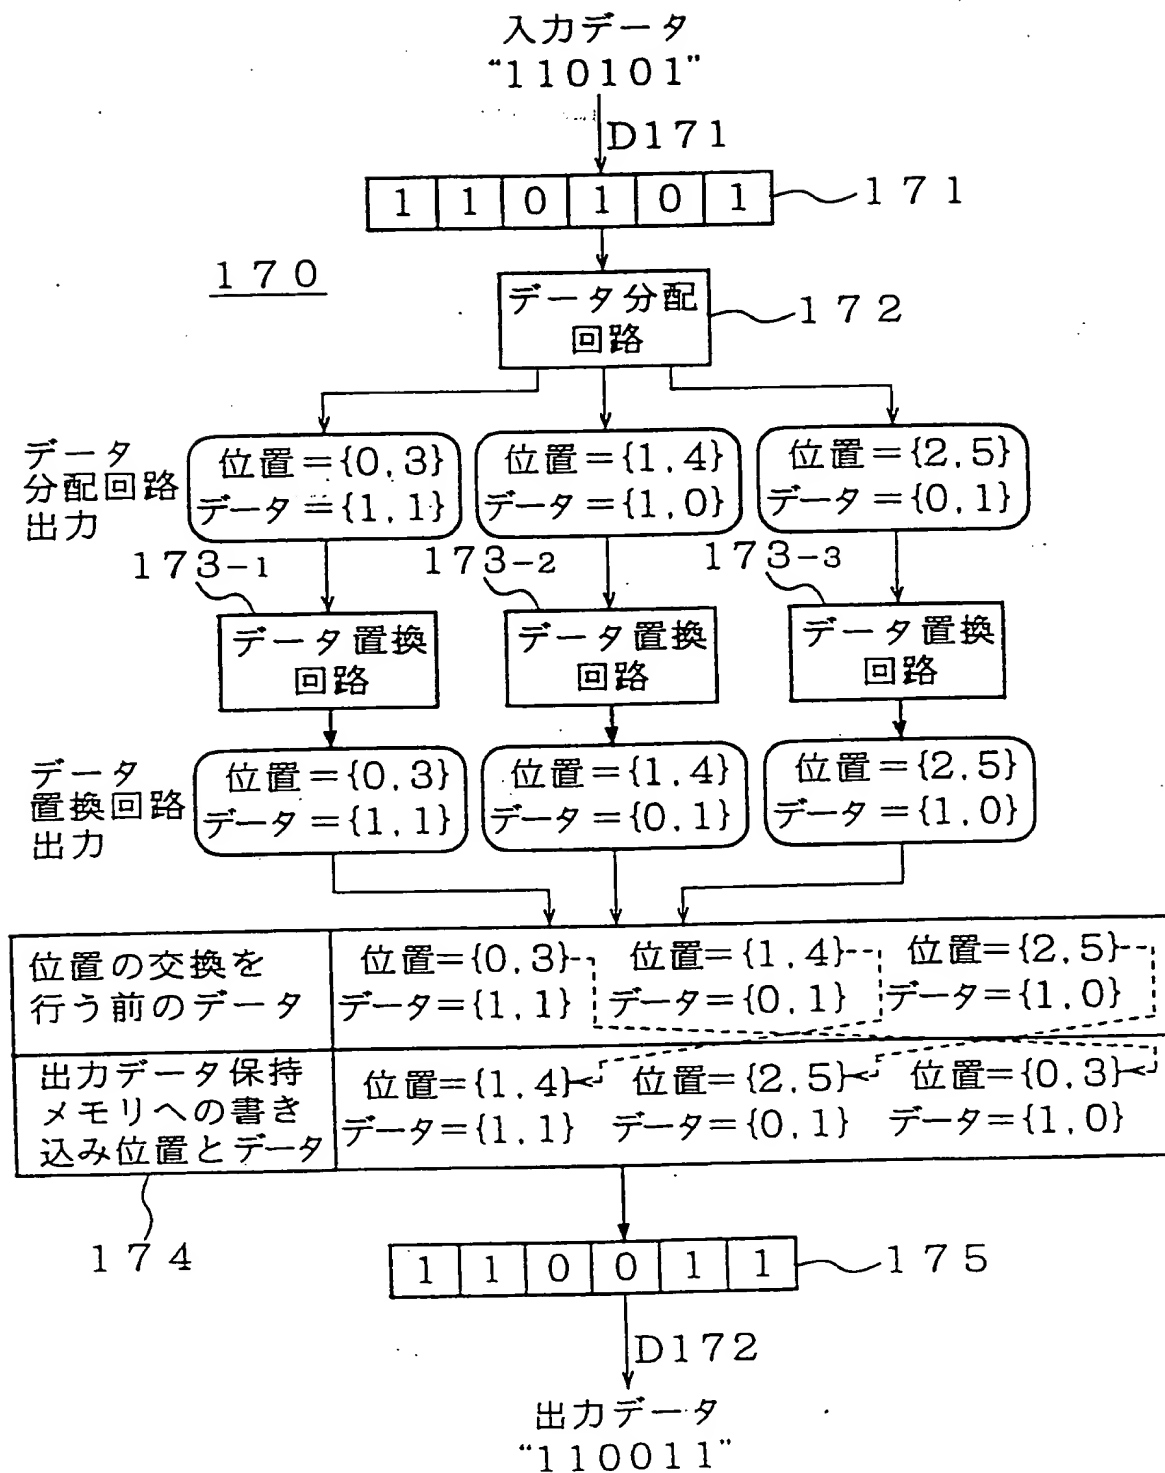 入力データ
“110101”
D171
1 1 0 1 0 1
171
170
データ分配
回路
172
データ
分配回路
出力
位置={0,3}
データ={1,1}
位置={1,4}
データ={1,0}
位置={2,5}
データ={0,1}
173-1
173-2
173-3
データ置換
回路
データ置換
回路
データ置換
回路
データ
置換回路
出力
位置={0,3}
データ={1,1}
位置={1,4}
データ={0,1}
位置={2,5}
データ={1,0}
位置の交換を
行う前のデータ
位置={0,3}
データ={1,1}
位置={1,4}
データ={0,1}
位置={2,5}
データ={1,0}
出力データ保持
メモリへの書き
込み位置とデータ
位置={1,4}
データ={1,1}
位置={2,5}
データ={0,1}
位置={0,3}
データ={1,0}
174
1 1 0 0 1 1
175
D172
出力データ
“110011”